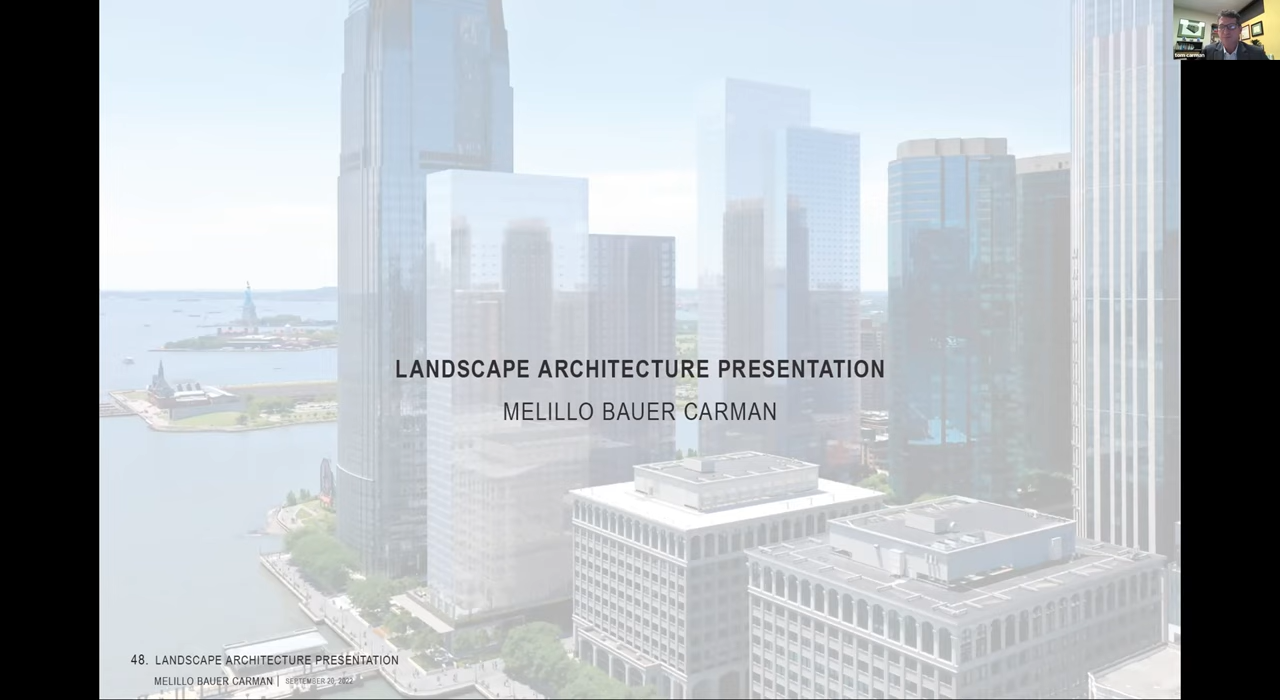 tom carman
LANDSCAPE ARCHITECTURE PRESENTATION
MELILLO BAUER CARMAN
48. LANDSCAPE ARCHITECTURE PRESENTATION
MELILLO BAUER CARMAN | SEPTEMBER 20, 2022